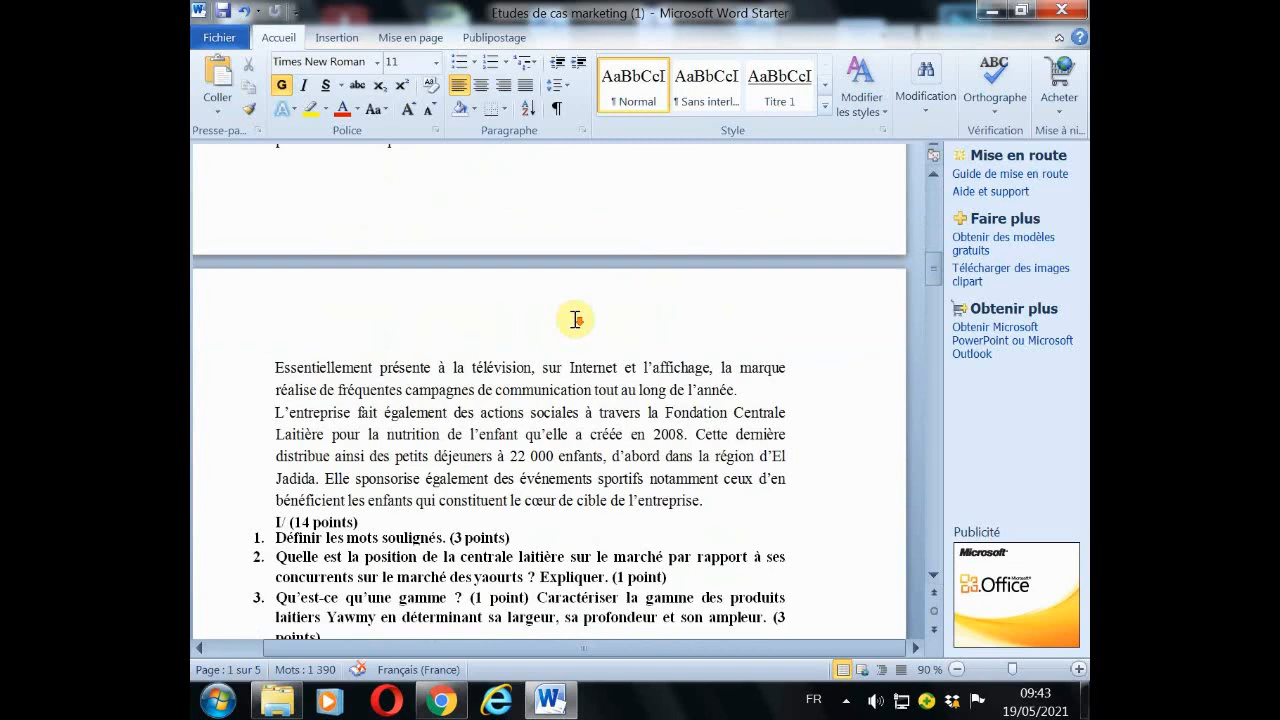 Etudes de cas marketing (1) - Microsoft Word Starter
Fichier Accueil Insertion Mise en page Publipostage
Coller
Times New Roman 11
G I S abc x₂ x²
Aa A A
AaBbCcI AaBbCcI AaBbCcI
¶ Normal ¶ Sans interl... Titre 1
Modifier les styles
Modification
ABC
Orthographe
Acheter
Presse-pa... Police Paragraphe Style Vérification Mise à ni...
Essentiellement présente à la télévision, sur Internet et l’affichage, la marque
réalise de fréquentes campagnes de communication tout au long de l’année.
L’entreprise fait également des actions sociales à travers la Fondation Centrale
Laitière pour la nutrition de l’enfant qu’elle a créée en 2008. Cette dernière
distribue ainsi des petits déjeuners à 22 000 enfants, d’abord dans la région d’El
Jadida. Elle sponsorise également des événements sportifs notamment ceux d’en
bénéficient les enfants qui constituent le cœur de cible de l’entreprise.
I/ (14 points)
1. Définir les mots soulignés. (3 points)
2. Quelle est la position de la centrale laitière sur le marché par rapport à ses
concurrents sur le marché des yaourts ? Expliquer. (1 point)
3. Qu’est-ce qu’une gamme ? (1 point) Caractériser la gamme des produits
laitiers Yawmy en déterminant sa largeur, sa profondeur et son ampleur. (3
points)
Mise en route
Guide de mise en route
Aide et support
Faire plus
Obtenir des modèles
gratuits
Télécharger des images
clipart
Obtenir plus
Obtenir Microsoft
PowerPoint ou Microsoft
Outlook
Publicité
Microsoft
Office
Page : 1 sur 5 Mots : 1 390 Français (France) 90 %
FR
09:43
19/05/2021